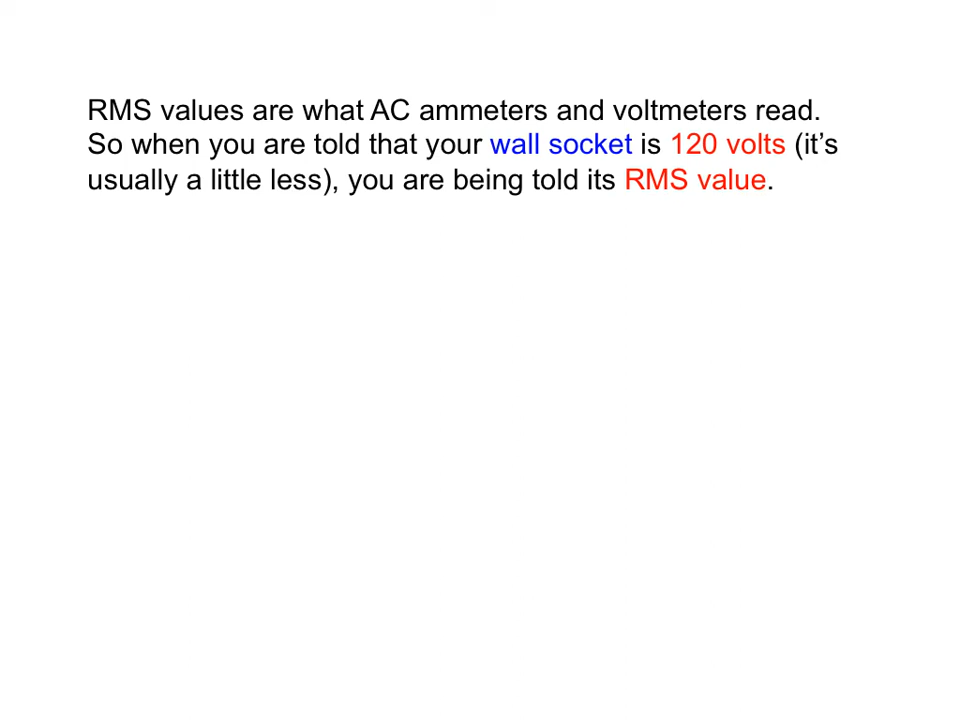 RMS values are what AC ammeters and voltmeters read.
So when you are told that your wall socket is 120 volts (it’s
usually a little less), you are being told its RMS value.